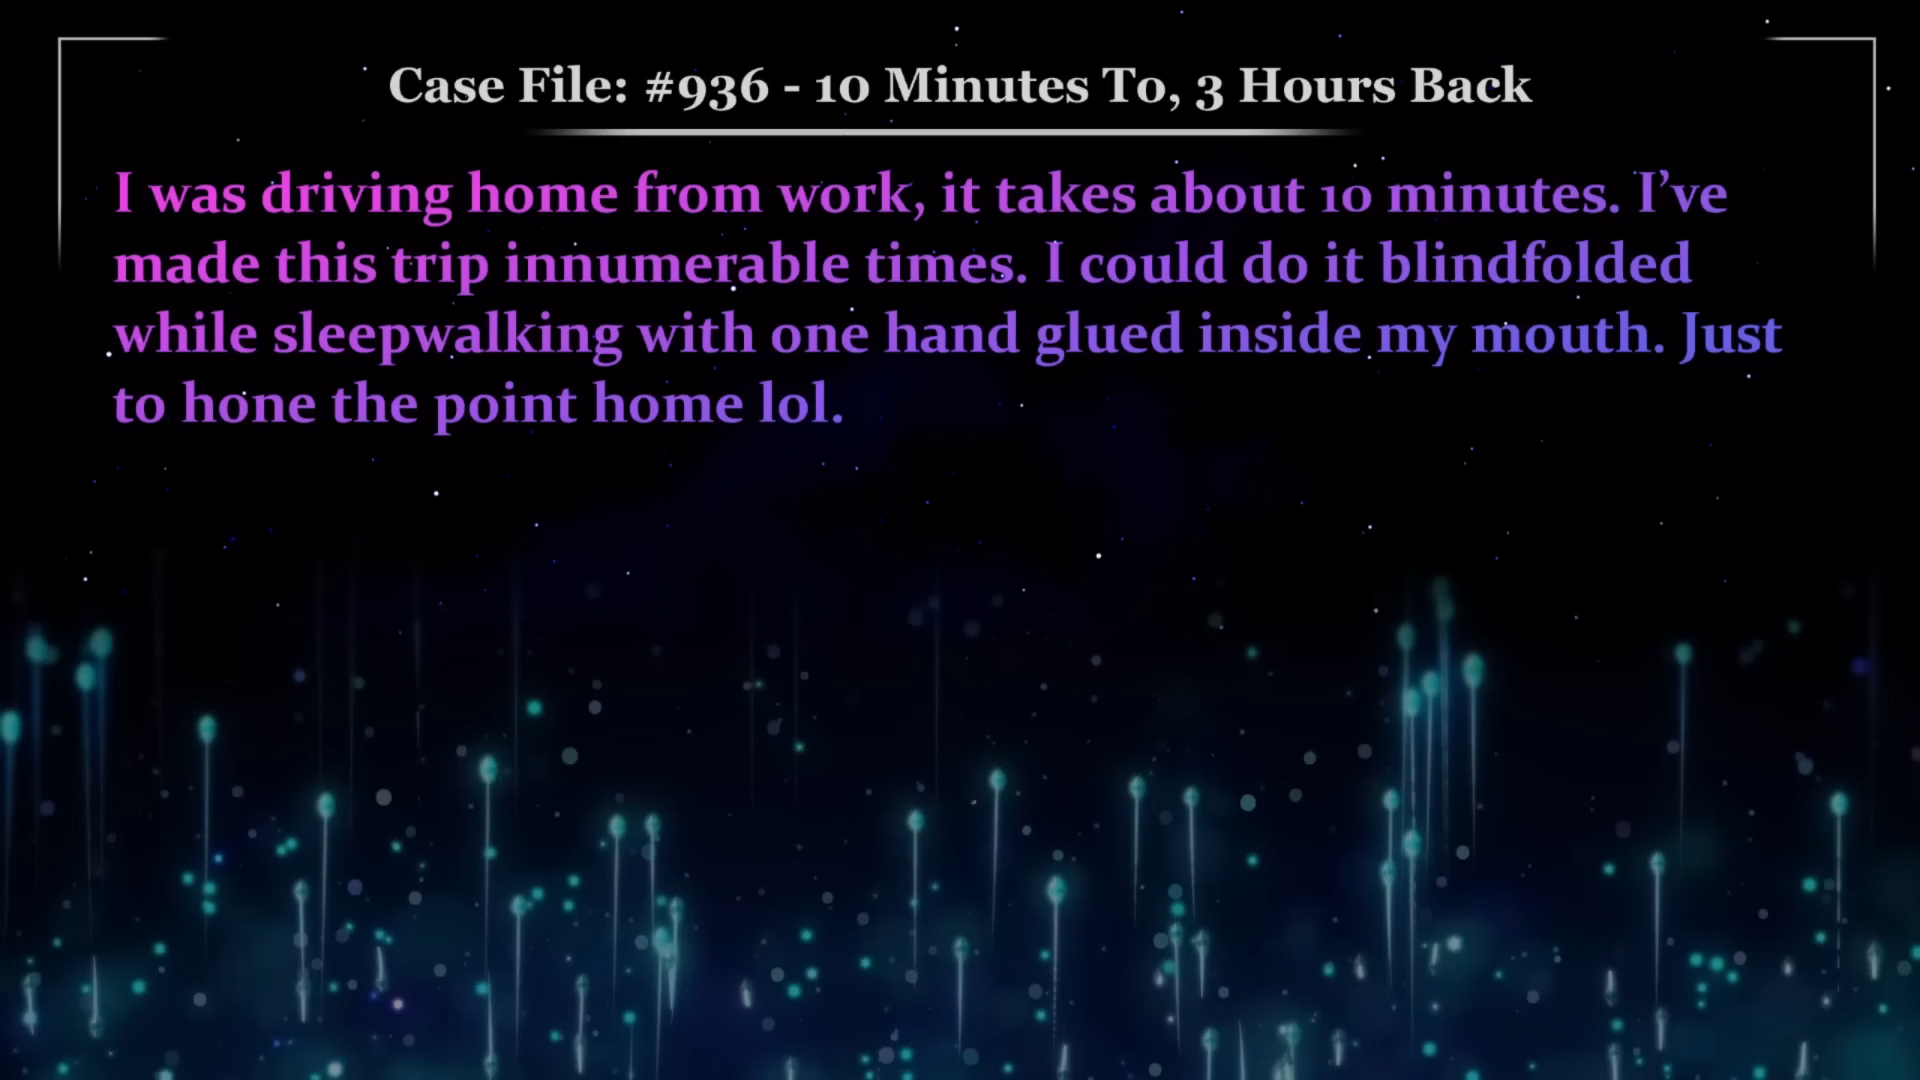 Case File: #936 - 10 Minutes To, 3 Hours Back
I was driving home from work, it takes about 10 minutes. I’ve
made this trip innumerable times. I could do it blindfolded
while sleepwalking with one hand glued inside my mouth. Just
to hone the point home lol.